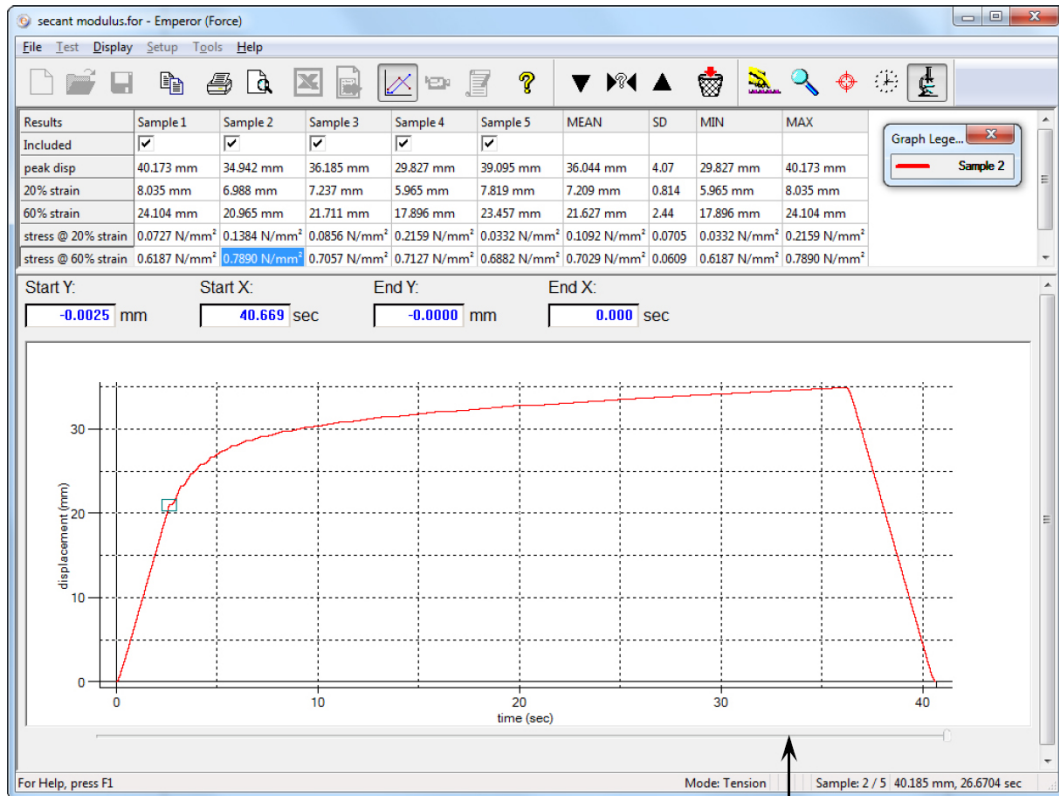 secant modulus.for - Emperor (Force)
File Test Display Setup Tools Help
Results Sample 1 Sample 2 Sample 3 Sample 4 Sample 5 MEAN SD MIN MAX
Included
peak disp 40.173 mm 34.942 mm 36.185 mm 29.827 mm 39.095 mm 36.044 mm 4.07 29.827 mm 40.173 mm
20% strain 8.035 mm 6.988 mm 7.237 mm 5.965 mm 7.819 mm 7.209 mm 0.814 5.965 mm 8.035 mm
60% strain 24.104 mm 20.965 mm 21.711 mm 17.896 mm 23.457 mm 21.627 mm 2.44 17.896 mm 24.104 mm
stress @ 20% strain 0.0727 N/mm² 0.1384 N/mm² 0.0856 N/mm² 0.2159 N/mm² 0.0332 N/mm² 0.1092 N/mm² 0.0705 0.0332 N/mm² 0.2159 N/mm²
stress @ 60% strain 0.6187 N/mm² 0.7890 N/mm² 0.7057 N/mm² 0.7127 N/mm² 0.6882 N/mm² 0.7029 N/mm² 0.0609 0.6187 N/mm² 0.7890 N/mm²
Graph Lege...
Sample 2
Start Y: Start X: End Y: End X:
-0.0025 mm 40.669 sec -0.0000 mm 0.000 sec
displacement (mm)
30
20
10
0
0 10 20 30 40
time (sec)
For Help, press F1 Mode: Tension Sample: 2 / 5 40.185 mm, 26.6704 sec